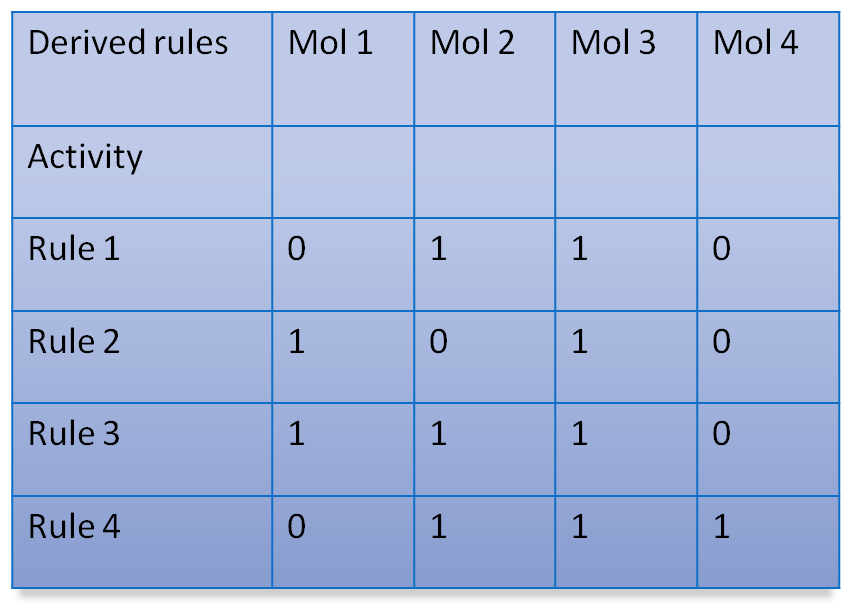 Derived rules Mol 1 Mol 2 Mol 3 Mol 4
Activity
Rule 1 0 1 1 0
Rule 2 1 0 1 0
Rule 3 1 1 1 0
Rule 4 0 1 1 1